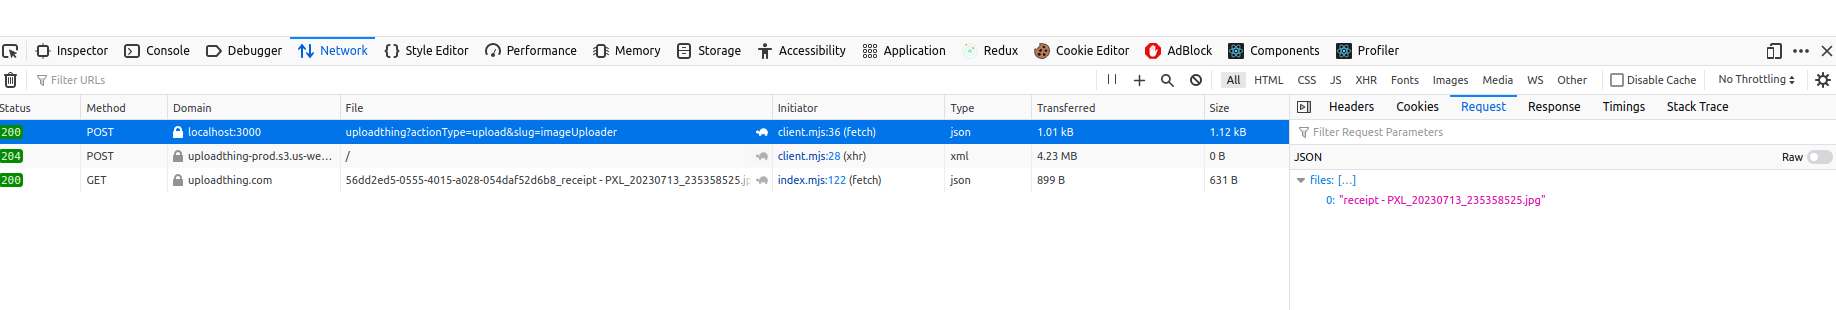 Inspector Console Debugger Network Style Editor Performance Memory Storage Accessibility Application Redux Cookie Editor AdBlock Components Profiler
Filter URLs All HTML CSS JS XHR Fonts Images Media WS Other Disable Cache No Throttling
Status Method Domain File Initiator Type Transferred Size Headers Cookies Request Response Timings Stack Trace
200 POST localhost:3000 uploadthing?actionType=upload&slug=imageUploader client.mjs:36 (fetch) json 1.01 kB 1.12 kB Filter Request Parameters
204 POST uploadthing-prod.s3.us-we... / client.mjs:28 (xhr) xml 4.23 MB 0 B JSON Raw
200 GET uploadthing.com 56dd2ed5-0555-4015-a028-054daf52d6b8_receipt - PXL_20230713_235358525.jp index.mjs:122 (fetch) json 899 B 631 B files: [...]
0: "receipt - PXL_20230713_235358525.jpg"